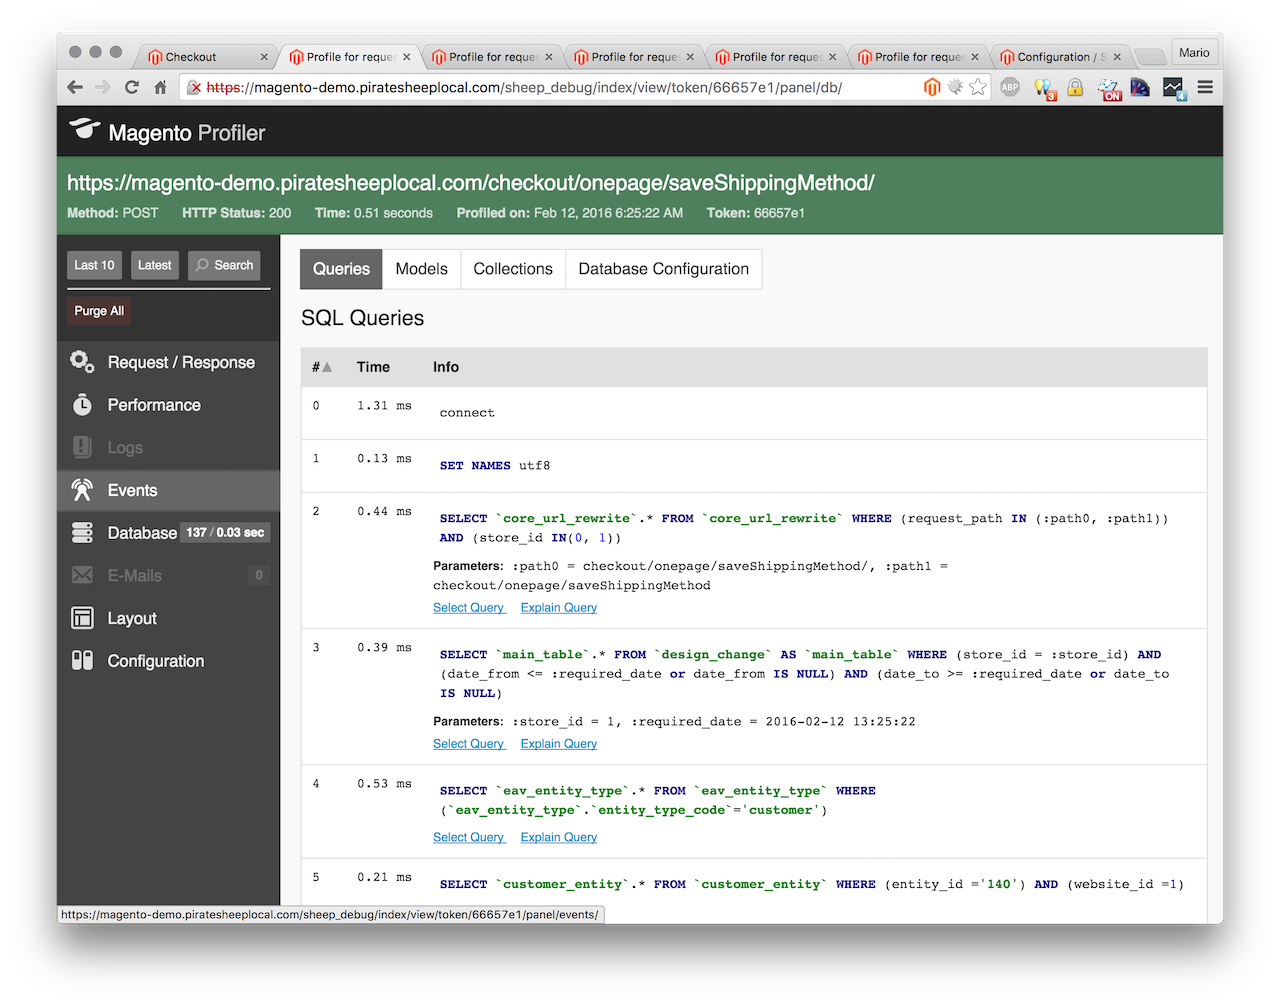 Checkout
Profile for reques
Profile for reques
Profile for reques
Profile for reques
Profile for reques
Configuration / S
Mario
https://magento-demo.piratesheeplocal.com/sheep_debug/index/view/token/66657e1/panel/db/
ABP
3
ON
4
Magento Profiler
https://magento-demo.piratesheeplocal.com/checkout/onepage/saveShippingMethod/
Method: POST HTTP Status: 200 Time: 0.51 seconds Profiled on: Feb 12, 2016 6:25:22 AM Token: 66657e1
Last 10 Latest Search
Purge All
Request / Response
Performance
Logs
Events
Database 137 / 0.03 sec
E-Mails 0
Layout
Configuration
Queries Models Collections Database Configuration
SQL Queries
# Time Info
0 1.31 ms connect
1 0.13 ms SET NAMES utf8
2 0.44 ms SELECT `core_url_rewrite`.* FROM `core_url_rewrite` WHERE (request_path IN (:path0, :path1))
AND (store_id IN(0, 1))
Parameters: :path0 = checkout/onepage/saveShippingMethod/, :path1 =
checkout/onepage/saveShippingMethod
Select Query Explain Query
3 0.39 ms SELECT `main_table`.* FROM `design_change` AS `main_table` WHERE (store_id = :store_id) AND
(date_from <= :required_date or date_from IS NULL) AND (date_to >= :required_date or date_to
IS NULL)
Parameters: :store_id = 1, :required_date = 2016-02-12 13:25:22
Select Query Explain Query
4 0.53 ms SELECT `eav_entity_type`.* FROM `eav_entity_type` WHERE
(`eav_entity_type`.`entity_type_code`='customer')
Select Query Explain Query
5 0.21 ms SELECT `customer_entity`.* FROM `customer_entity` WHERE (entity_id ='140') AND (website_id =1)
https://magento-demo.piratesheeplocal.com/sheep_debug/index/view/token/66657e1/panel/events/